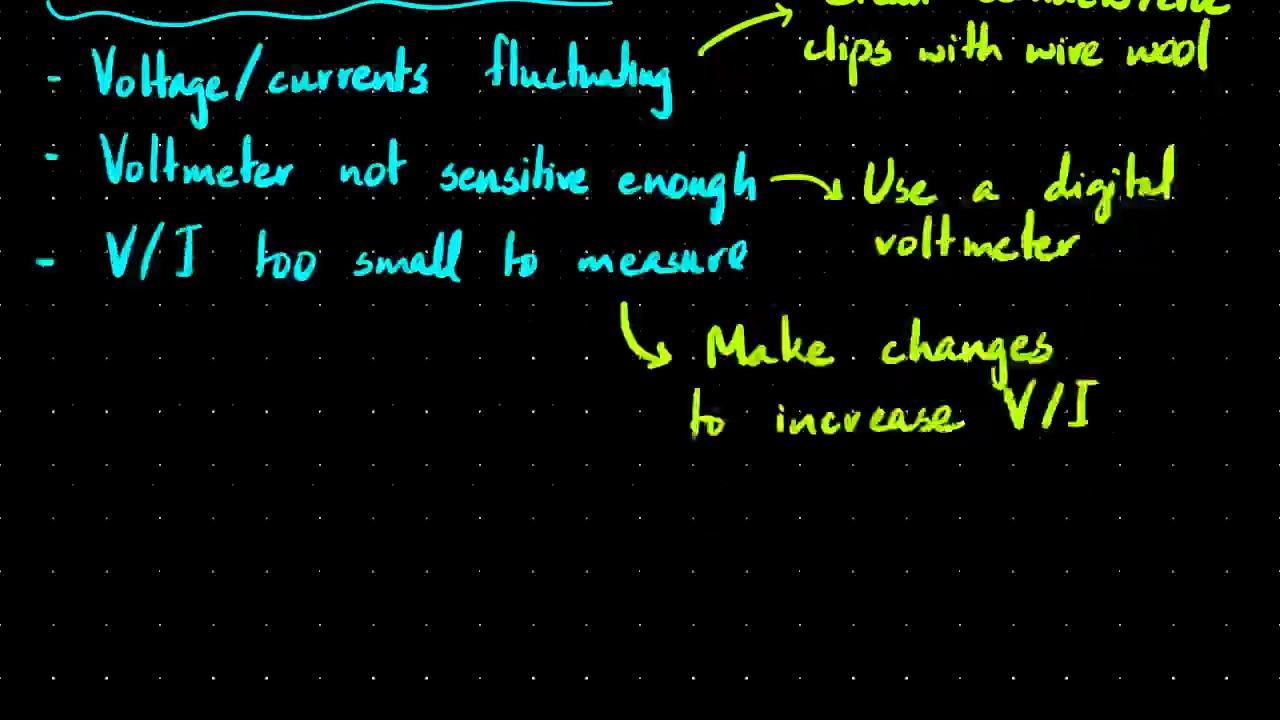 - Voltage/currents fluctuating
clips with wire wool
- Voltmeter not sensitive enough
Use a digital
voltmeter
- V/I too small to measure
Make changes
to increase V/I